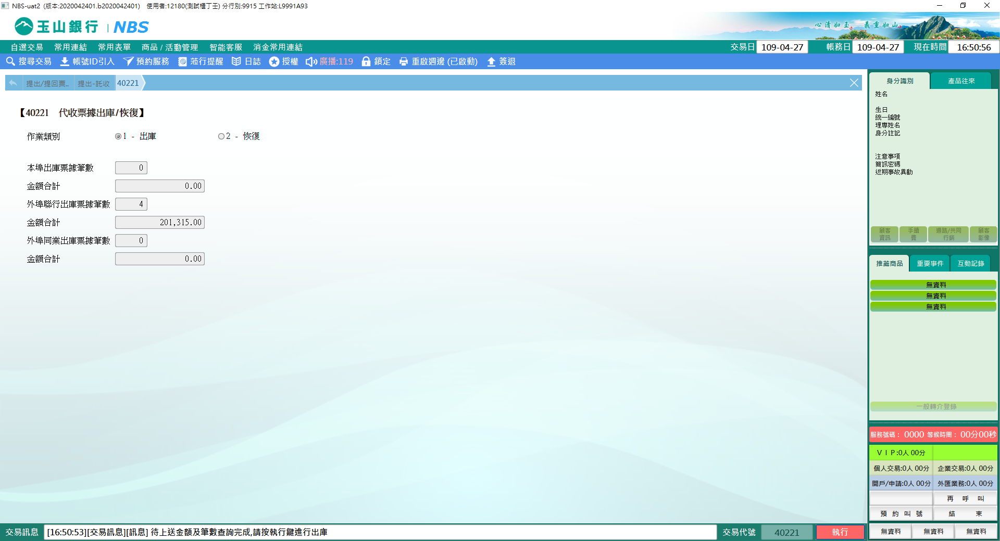 NBS-uat2 (版本:2020042401.b2020042401) 使用者:12180(測試櫃丁壬) 分行別:9915 工作站:L9991A93
玉山銀行 | NBS
心清如玉。 義重如山。
自選交易 常用連結 常用表單 商品 / 活動管理 智能客服 消金常用連結 交易日 109-04-27 帳務日 109-04-27 現在時間 16:50:56
搜尋交易 帳號ID引入 預約服務 蒞行提醒 日誌 授權 廣播:119 鎖定 重啟週邊 (已啟動) 簽退
提出/提回票.. 提出-託收 40221
【40221 代收票據出庫/恢復】
作業類別 1 - 出庫 2 - 恢復
本埠出庫票據筆數 0
金額合計 0.00
外埠聯行出庫票據筆數 4
金額合計 201,315.00
外埠同業出庫票據筆數 0
金額合計 0.00
身分識別 產品往來
姓名
生日
統一編號
理專姓名
身分註記
注意事項
簡訊密碼
近期事故異動
顧客資訊 手續費 通路/共同行銷 顧客影像
推薦商品 重要事件 互動記錄
無資料
無資料
無資料
一般轉介登錄
服務號碼： 0000 等候時間： 00分00秒
ＶＩＰ:0人 00分
個人交易:0人 00分 企業交易:0人 00分
開戶/申請:0人 00分 外匯業務:0人 00分
再 呼 叫
預 約 叫 號 結 束
無資料 無資料 無資料
交易訊息 [16:50:53][交易訊息][訊息] 待上送金額及筆數查詢完成,請按執行鍵進行出庫 交易代號 40221 執行